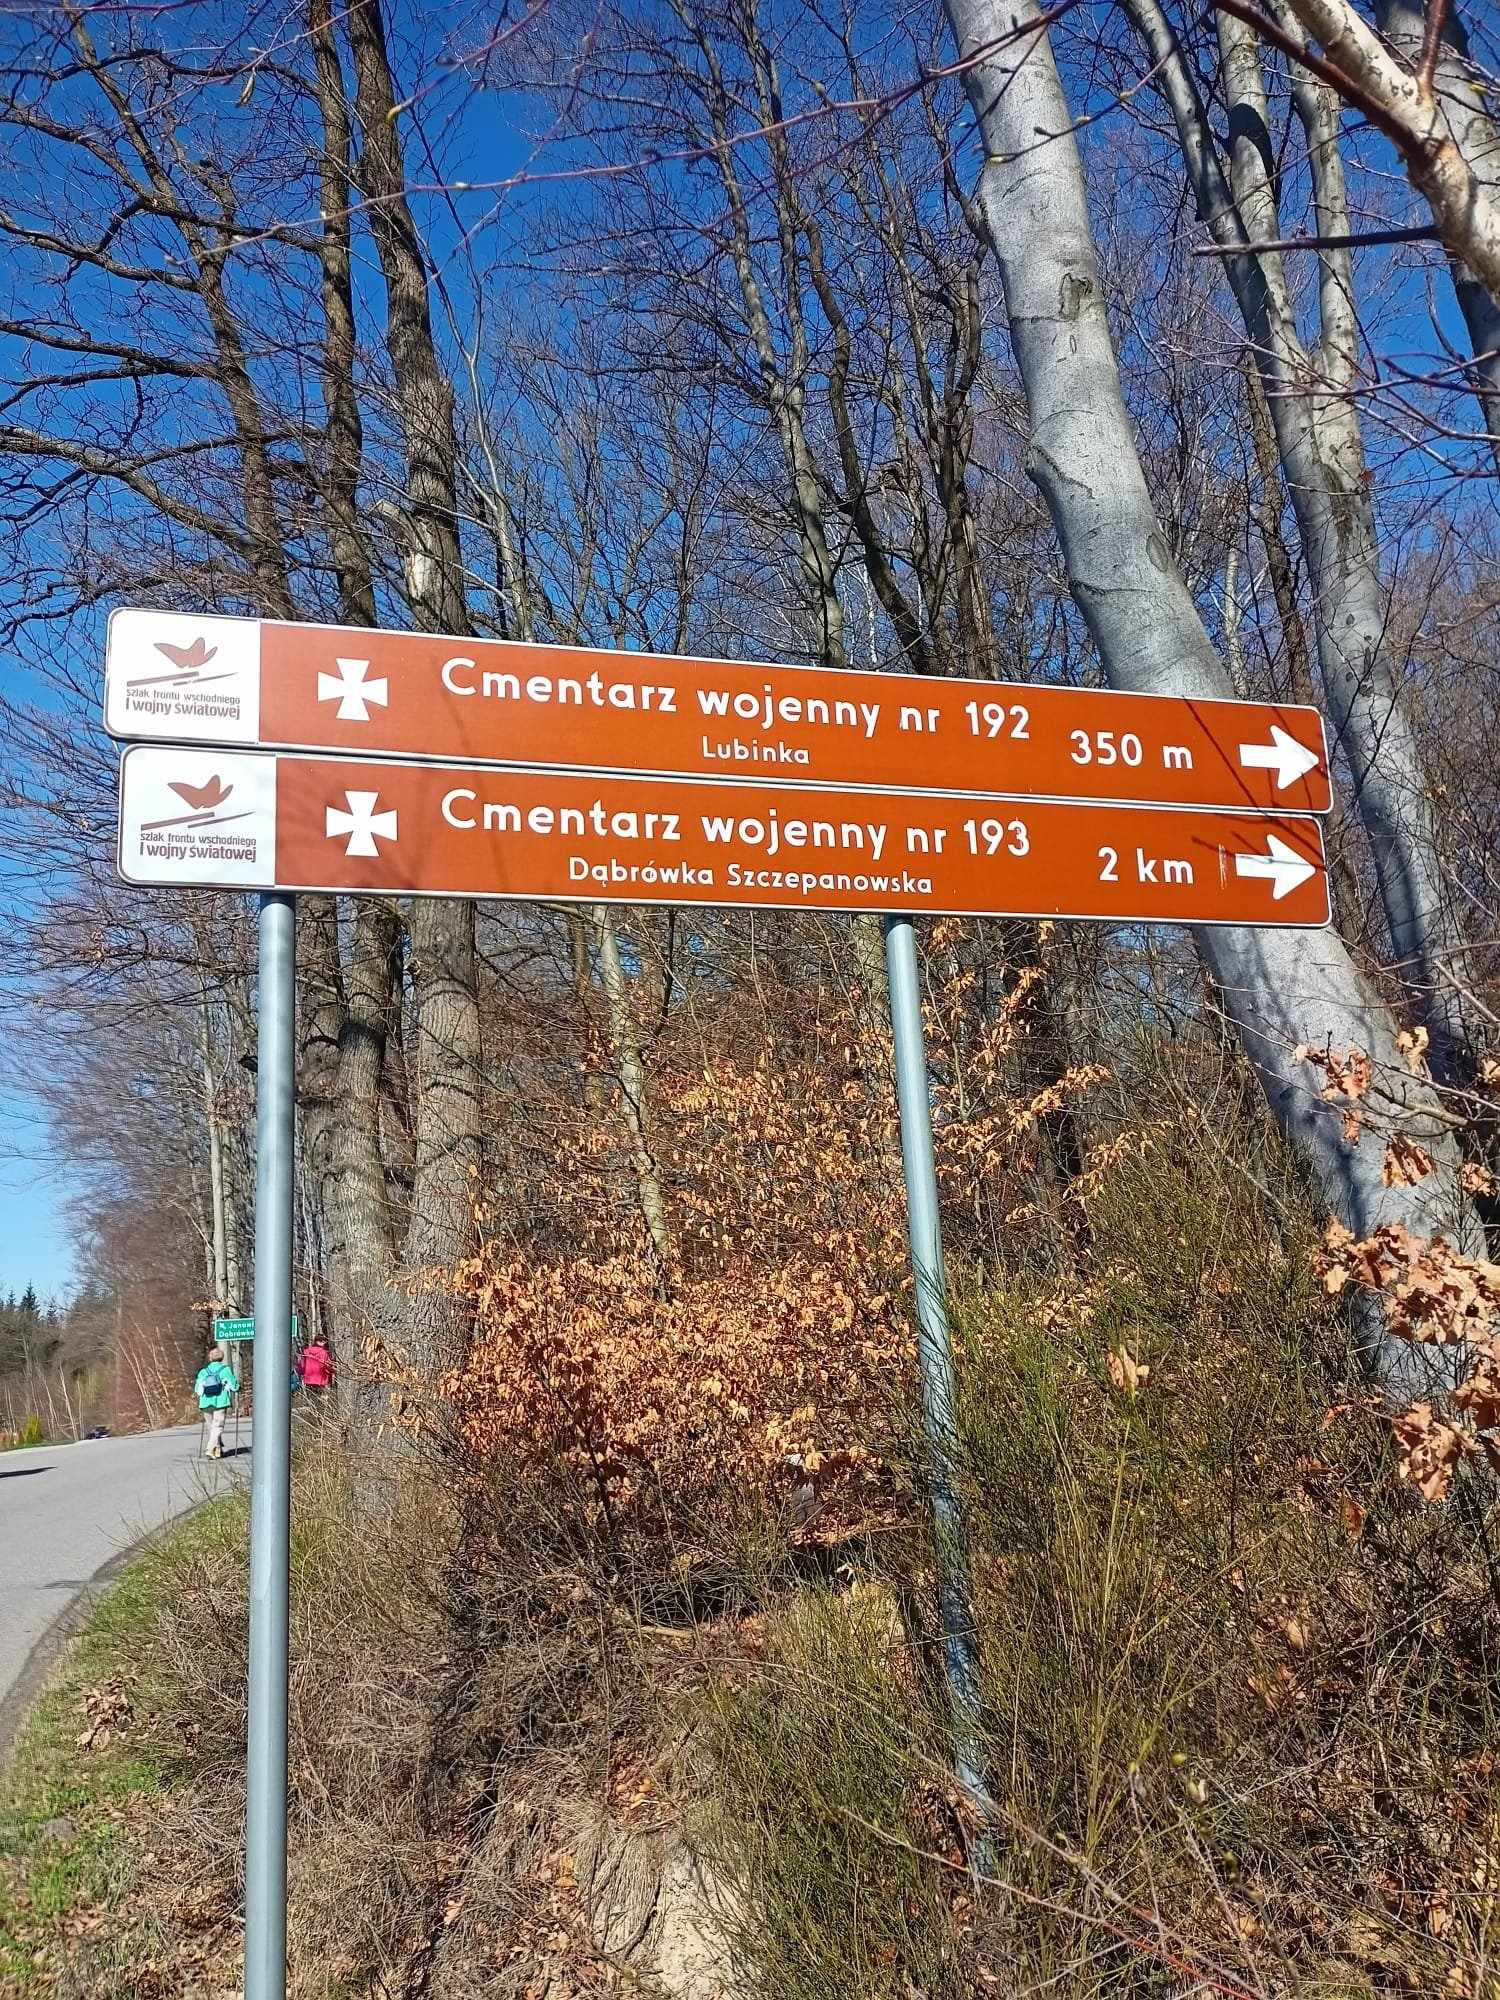 szlak frontu wschodniego
I wojny światowej
Cmentarz wojenny nr 192
Lubinka
350 m
szlak frontu wschodniego
I wojny światowej
Cmentarz wojenny nr 193
Dąbrówka Szczepanowska
2 km